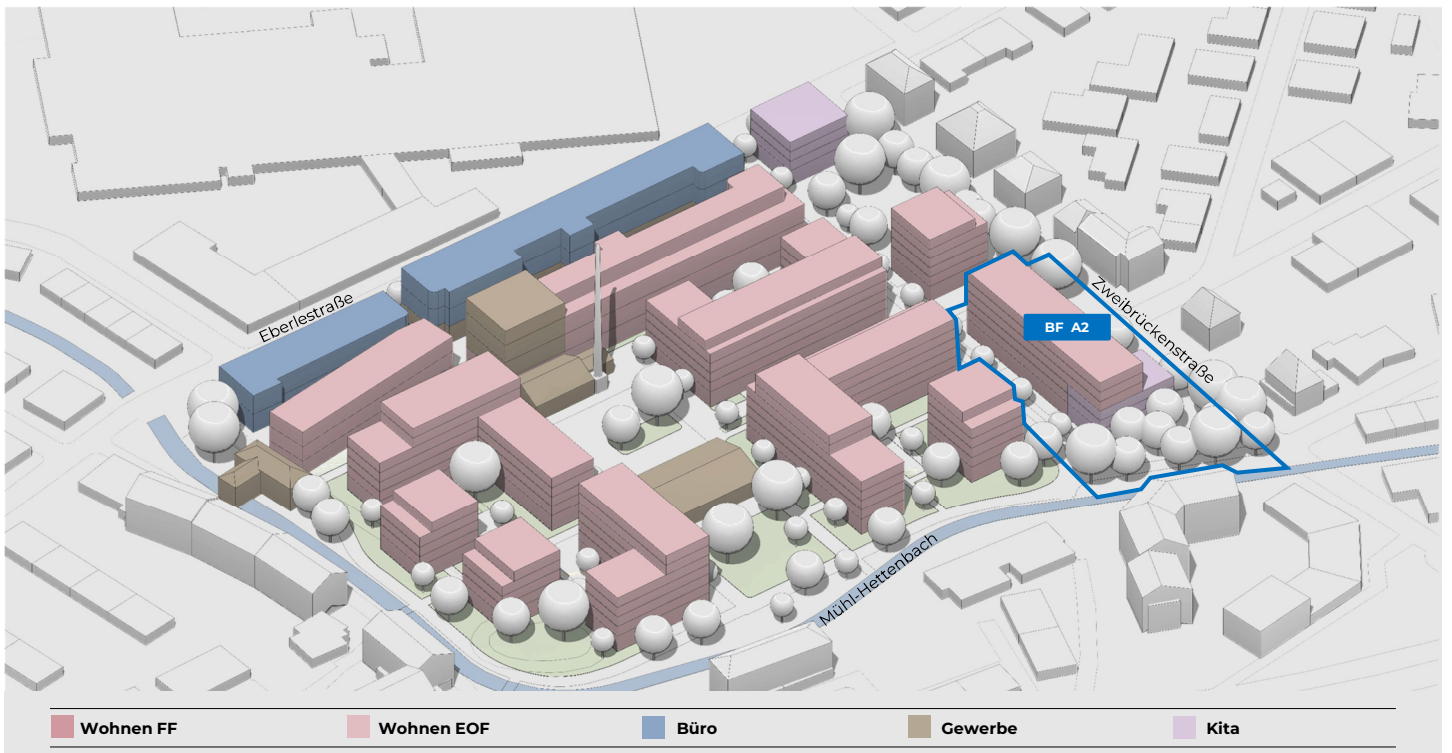 Eberlestraße
BF A2
Zweibrückenstraße
Mühl-Hettenbach
Wohnen FF
Wohnen EOF
Büro
Gewerbe
Kita